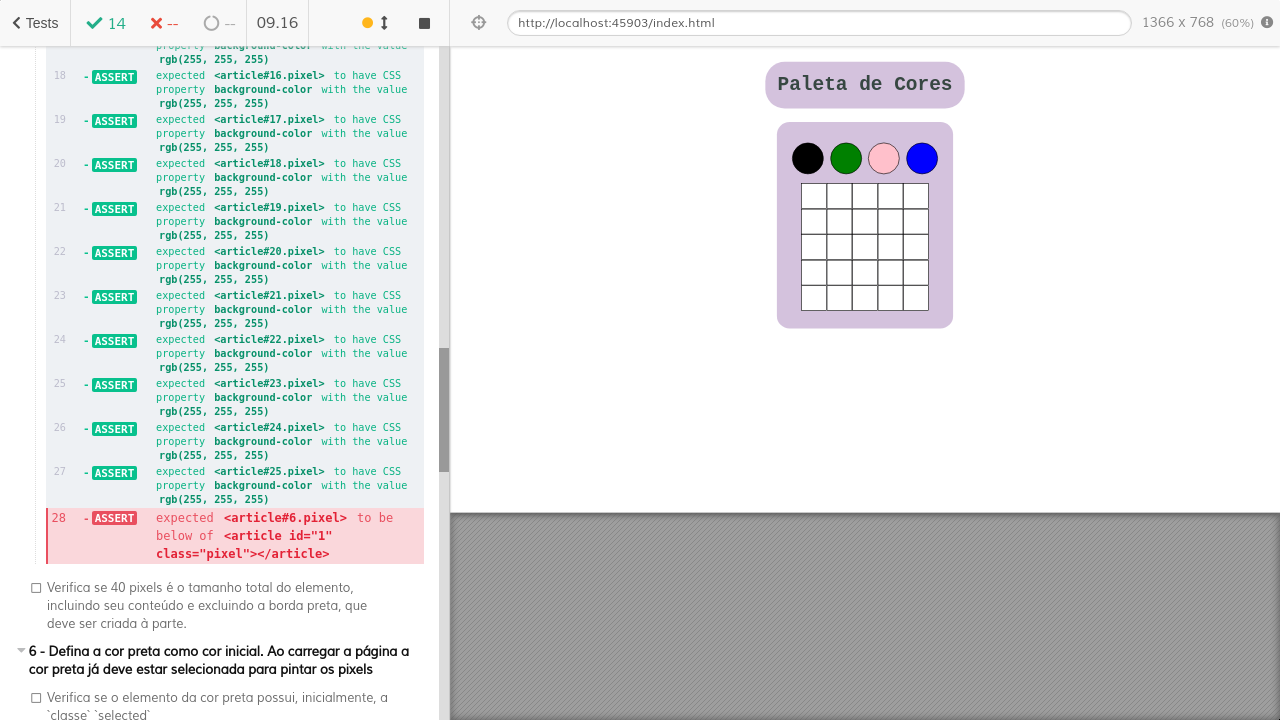 Tests 14 -- -- 09.16 http://localhost:45903/index.html 1366 x 768 (60%)
property background-color with the value
rgb(255, 255, 255)
18 - ASSERT expected <article#16.pixel> to have CSS
property background-color with the value
rgb(255, 255, 255)
19 - ASSERT expected <article#17.pixel> to have CSS
property background-color with the value
rgb(255, 255, 255)
20 - ASSERT expected <article#18.pixel> to have CSS
property background-color with the value
rgb(255, 255, 255)
21 - ASSERT expected <article#19.pixel> to have CSS
property background-color with the value
rgb(255, 255, 255)
22 - ASSERT expected <article#20.pixel> to have CSS
property background-color with the value
rgb(255, 255, 255)
23 - ASSERT expected <article#21.pixel> to have CSS
property background-color with the value
rgb(255, 255, 255)
24 - ASSERT expected <article#22.pixel> to have CSS
property background-color with the value
rgb(255, 255, 255)
25 - ASSERT expected <article#23.pixel> to have CSS
property background-color with the value
rgb(255, 255, 255)
26 - ASSERT expected <article#24.pixel> to have CSS
property background-color with the value
rgb(255, 255, 255)
27 - ASSERT expected <article#25.pixel> to have CSS
property background-color with the value
rgb(255, 255, 255)
28 - ASSERT expected <article#6.pixel> to be
below of <article id="1"
class="pixel"></article>
Verifica se 40 pixels é o tamanho total do elemento,
incluindo seu conteúdo e excluindo a borda preta, que
deve ser criada à parte.
6 - Defina a cor preta como cor inicial. Ao carregar a página a
cor preta já deve estar selecionada para pintar os pixels
Verifica se o elemento da cor preta possui, inicialmente, a
`classe` `selected`
Paleta de Cores